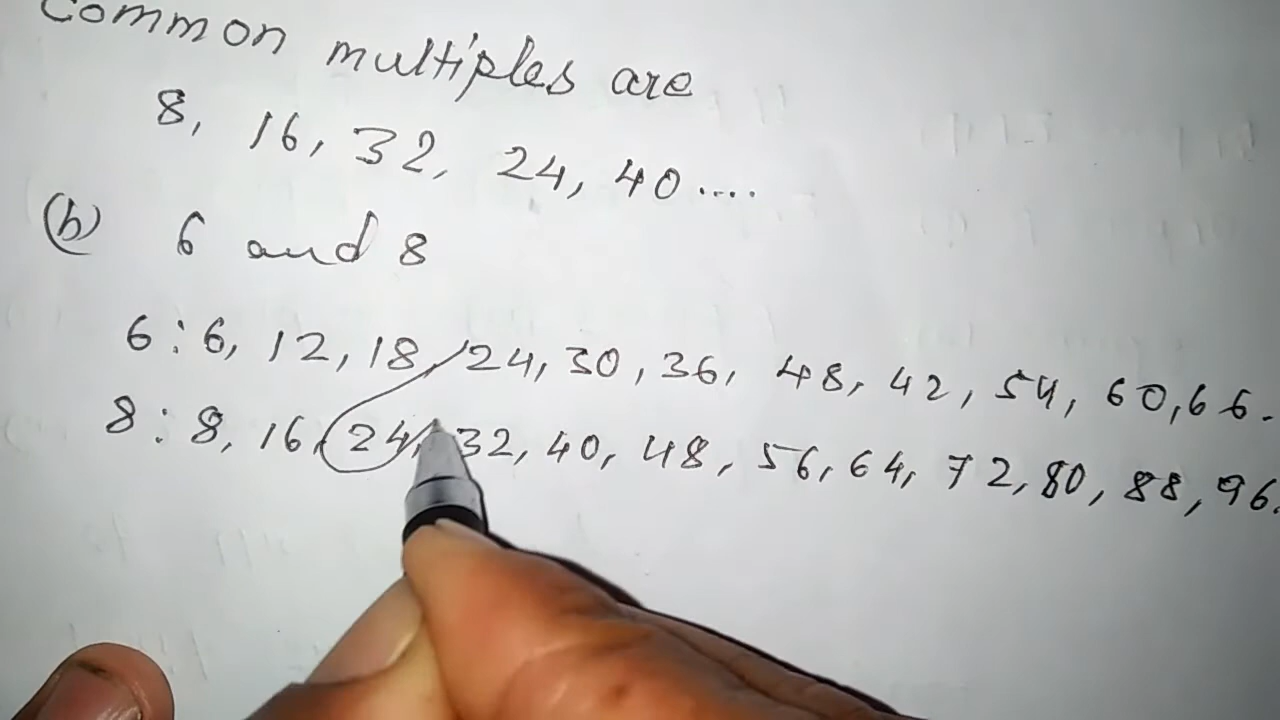 Common multiples are
8, 16, 32, 24, 40....
(b) 6 and 8
6 : 6, 12, 18, 24, 30, 36, 48, 42, 54, 60, 66.
8 : 8, 16, 24, 32, 40, 48, 56, 64, 72, 80, 88, 96.